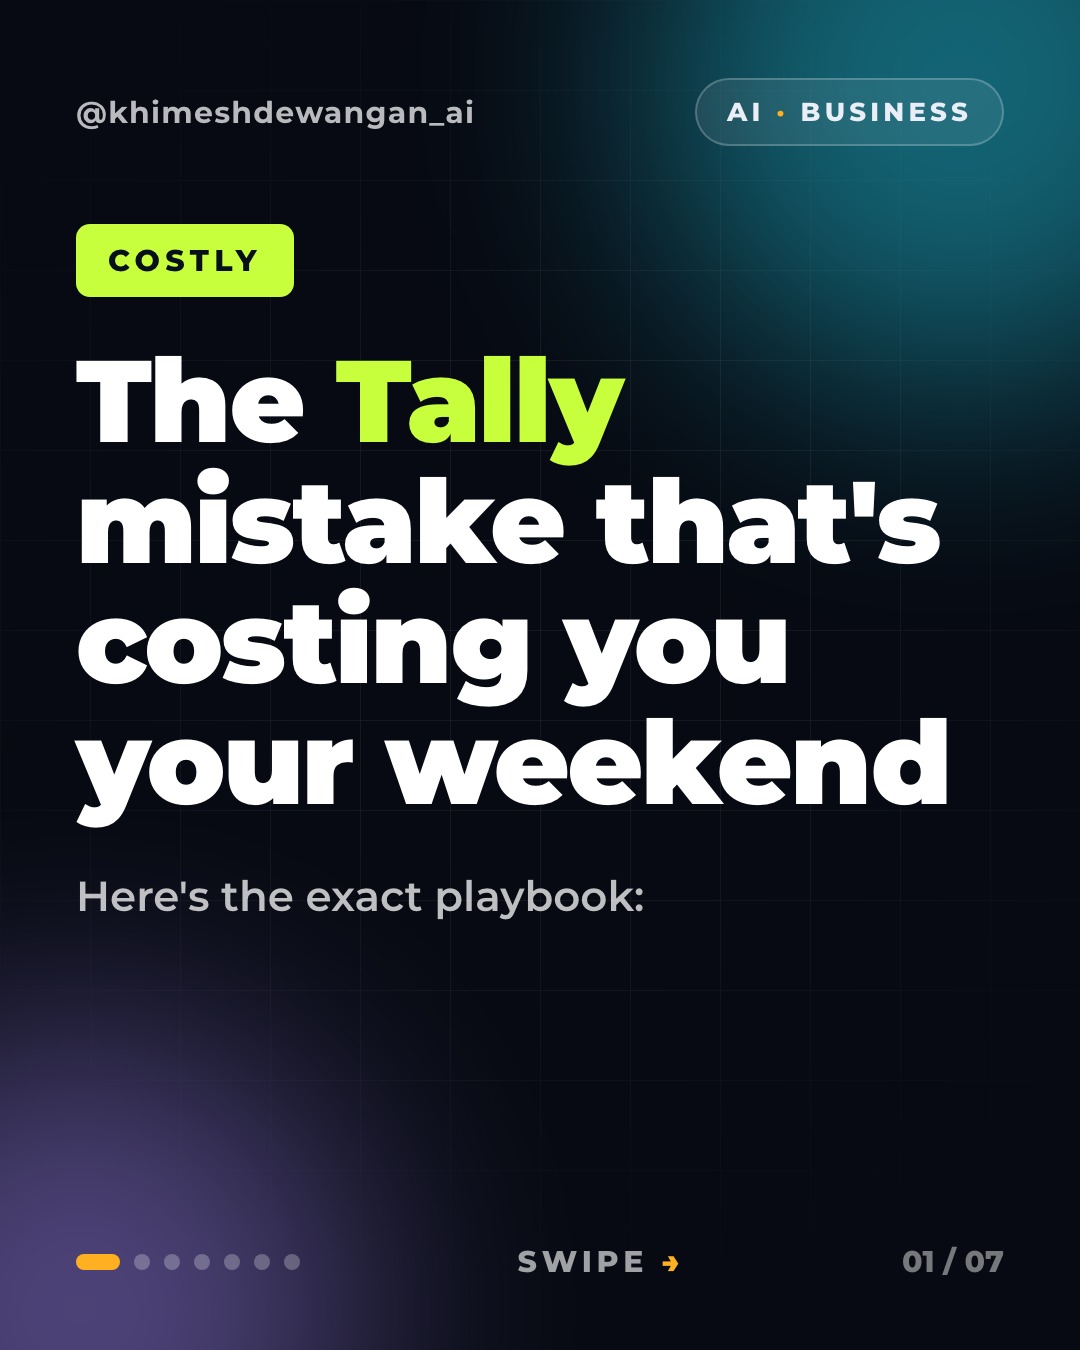 @khimeshdewangan_ai
AI · BUSINESS
COSTLY
The Tally
mistake that's
costing you
your weekend
Here's the exact playbook:
SWIPE →
01 / 07